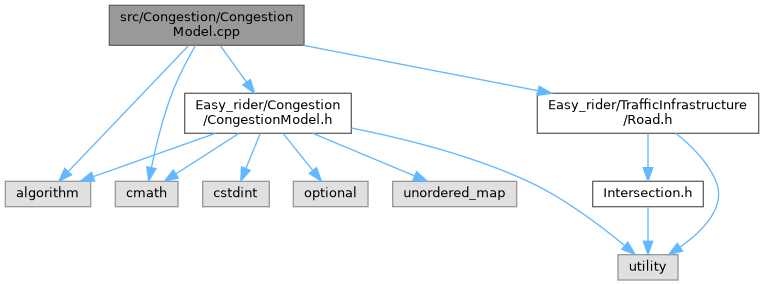 src/Congestion/Congestion
Model.cpp
Easy_rider/Congestion
/CongestionModel.h
Easy_rider/TrafficInfrastructure
/Road.h
algorithm
cmath
cstdint
optional
unordered_map
Intersection.h
utility